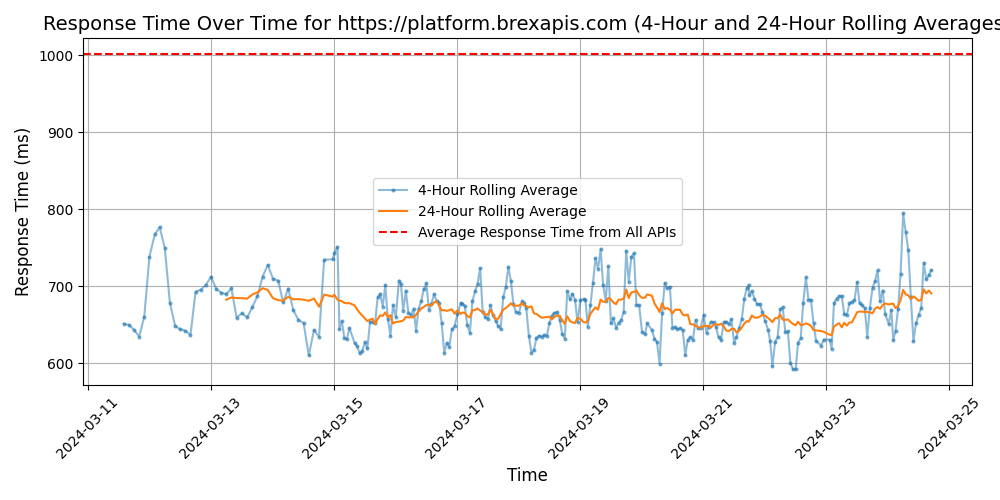 Response Time Over Time for https://platform.brexapis.com (4-Hour and 24-Hour Rolling Averages
Response Time (ms)
1000
900
800
700
600
4-Hour Rolling Average
24-Hour Rolling Average
Average Response Time from All APIs
2024-03-11
2024-03-13
2024-03-15
2024-03-17
2024-03-19
2024-03-21
2024-03-23
2024-03-25
Time